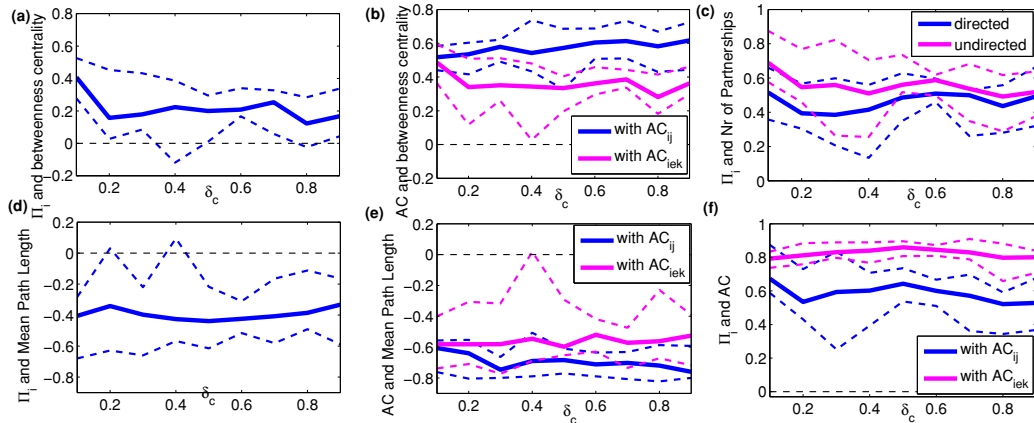 (a)
Π_i and betweenness centrality
0.8
0.6
0.4
0.2
0
0.2
0.2
0.4
0.6
0.8
δ_c
(b)
AC and betweenness centrality
0.8
0.6
0.4
0.2
0
0.2
0.2
0.4
0.6
0.8
δ_c
with AC_ij
with AC_iek
(c)
Π_i and Nr of Partnerships
1
0.8
0.6
0.4
0.2
0
0.2
0.4
0.6
0.8
δ_c
directed
undirected
(d)
Π_i and Mean Path Length
0.2
0
−0.2
−0.4
−0.6
−0.8
0.2
0.4
0.6
0.8
δ_c
(e)
AC and Mean Path Length
0.2
0
−0.2
−0.4
−0.6
−0.8
0.2
0.4
0.6
0.8
δ_c
with AC_ij
with AC_iek
(f)
Π_i and AC
1
0.8
0.6
0.4
0.2
0
0.2
0.4
0.6
0.8
δ_c
with AC_ij
with AC_iek